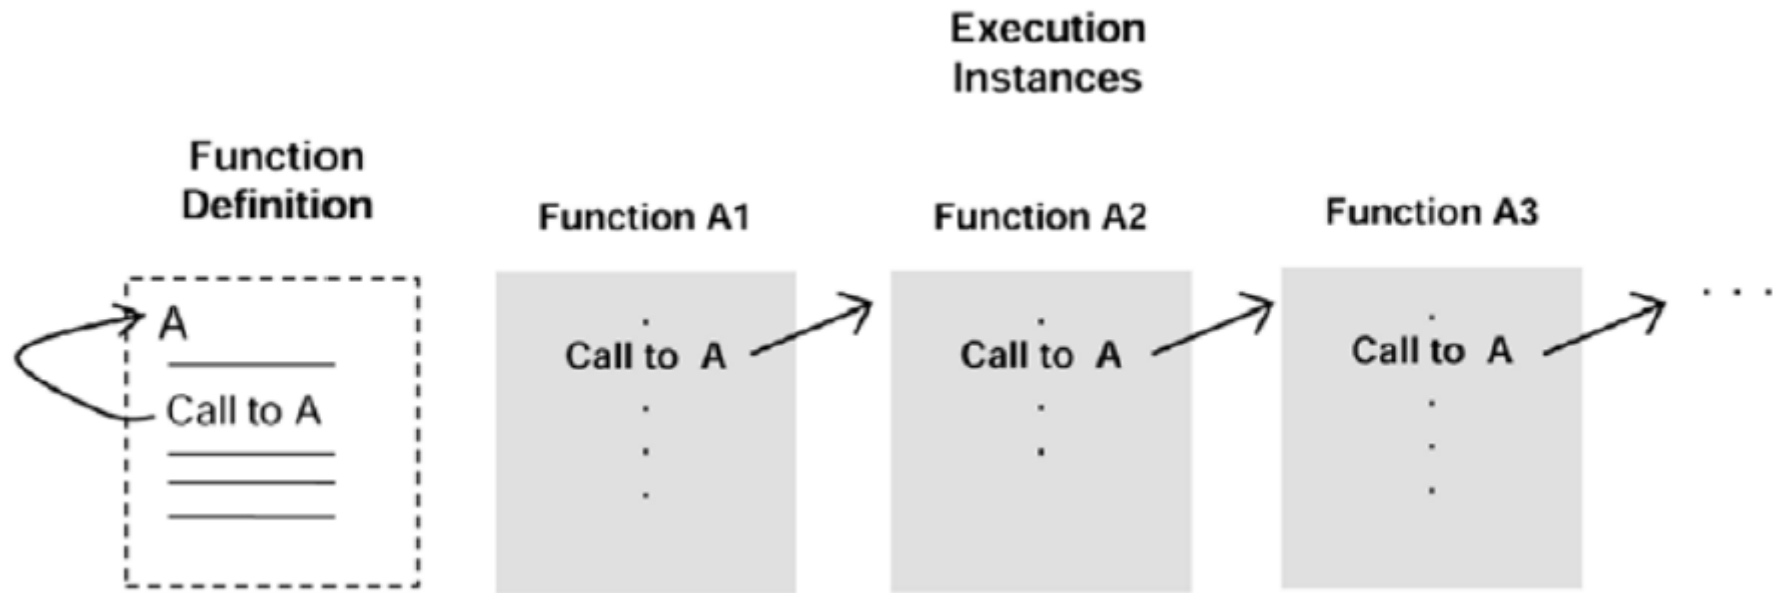 Execution
Instances
Function
Definition
Function A1
Function A2
Function A3
A
Call to A
Call to A
Call to A
Call to A
. . .